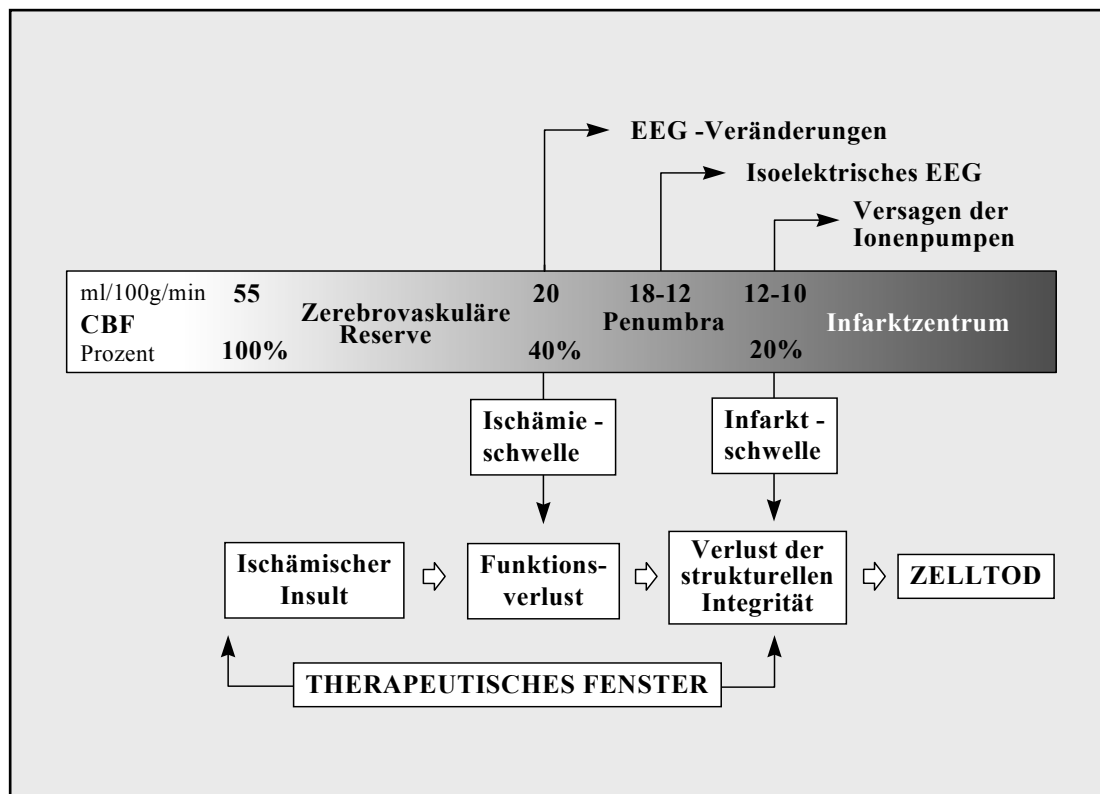 EEG -Veränderungen
Isoelektrisches EEG
Versagen der
Ionenpumpen
ml/100g/min 55 20 18-12 12-10
CBF Zerebrovaskuläre Reserve Penumbra Infarktzentrum
Prozent 100% 40% 20%
Ischämie -
schwelle
Infarkt -
schwelle
Ischämischer
Insult
Funktions-
verlust
Verlust der
strukturellen
Integrität
ZELLTOD
THERAPEUTISCHES FENSTER